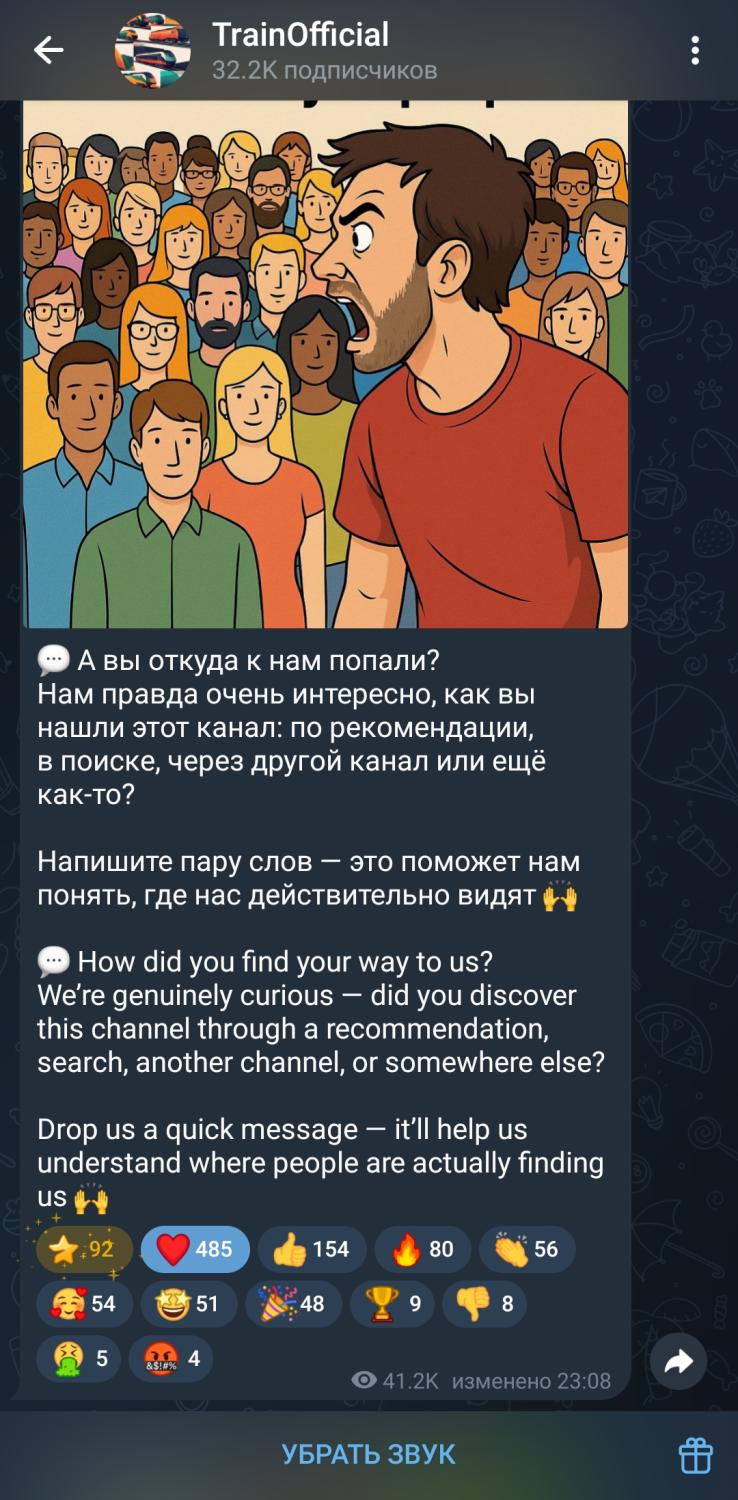 TrainOfficial
32.2K подписчиков
💬 А вы откуда к нам попали?
Нам правда очень интересно, как вы
нашли этот канал: по рекомендации,
в поиске, через другой канал или ещё
как-то?
Напишите пару слов — это поможет нам
понять, где нас действительно видят 🙌
💬 How did you find your way to us?
We’re genuinely curious — did you discover
this channel through a recommendation,
search, another channel, or somewhere else?
Drop us a quick message — it’ll help us
understand where people are actually finding
us 🙌
⭐ 92 ❤️ 485 👍 154 🔥 80 👏 56
🥰 54 🤩 51 🎉 48 🏆 9 👎 8
🤮 5 🤬 4
41.2K изменено 23:08
УБРАТЬ ЗВУК